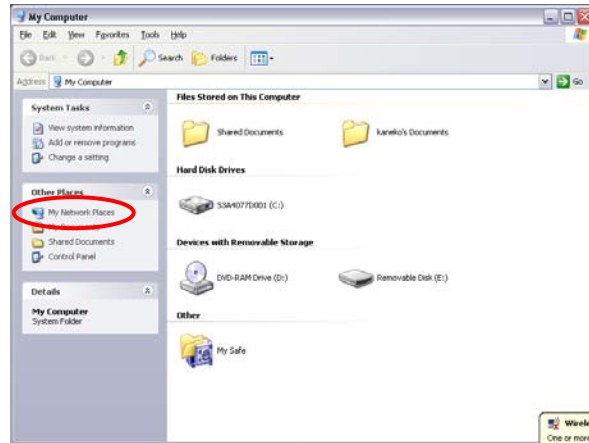 My Computer
File Edit View Favorites Tools Help
Back Search Folders
Address My Computer Go
System Tasks
View system information
Add or remove programs
Change a setting
Other Places
My Network Places
My Documents
Shared Documents
Control Panel
Details
My Computer
System Folder
Files Stored on This Computer
Shared Documents kaneko's Documents
Hard Disk Drives
S3A4077D001 (C:)
Devices with Removable Storage
DVD-RAM Drive (D:) Removable Disk (E:)
Other
My Safe
Wirele
One or more